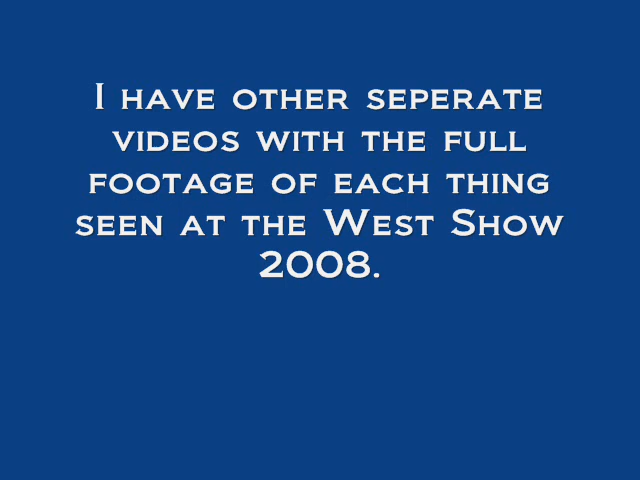 I have other seperate
videos with the full
footage of each thing
seen at the West Show
2008.